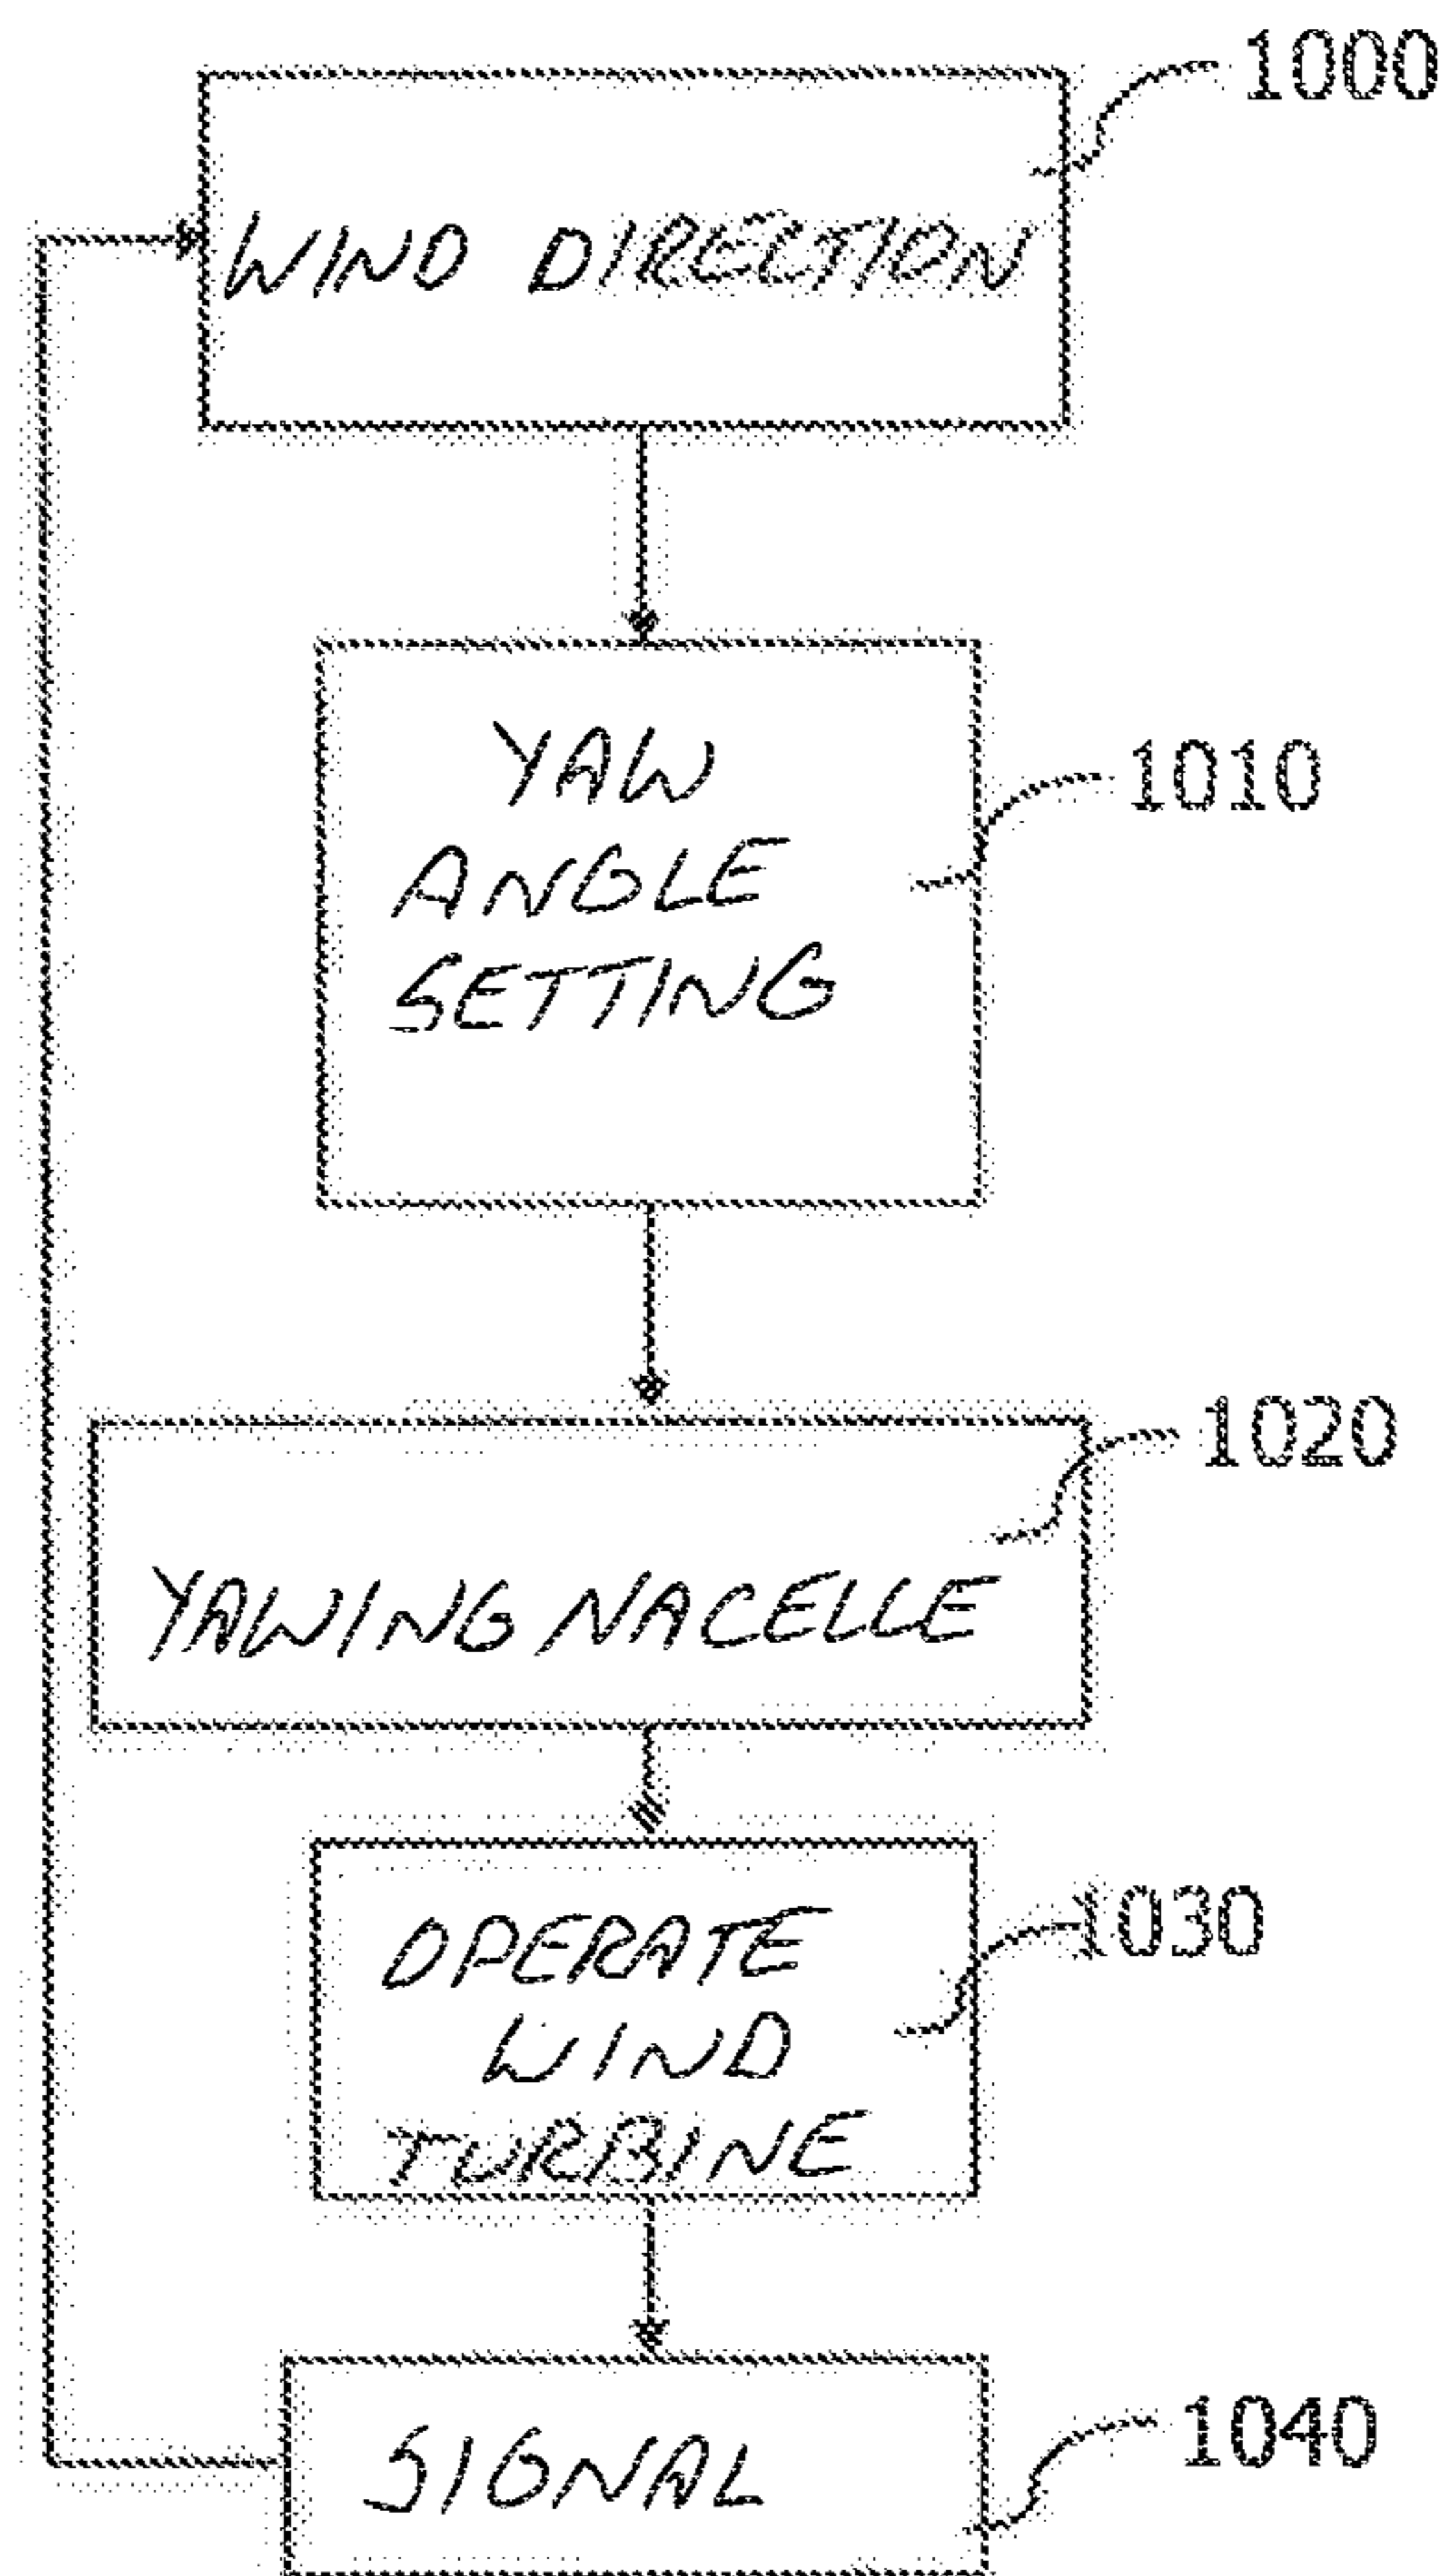 1000
WIND DIRECTION
YAW
1010
ANGLE
SETTING
1020
YAWING NACELLE
OPERATE
1030
WIND
TURBINE
1040
SIGNAL